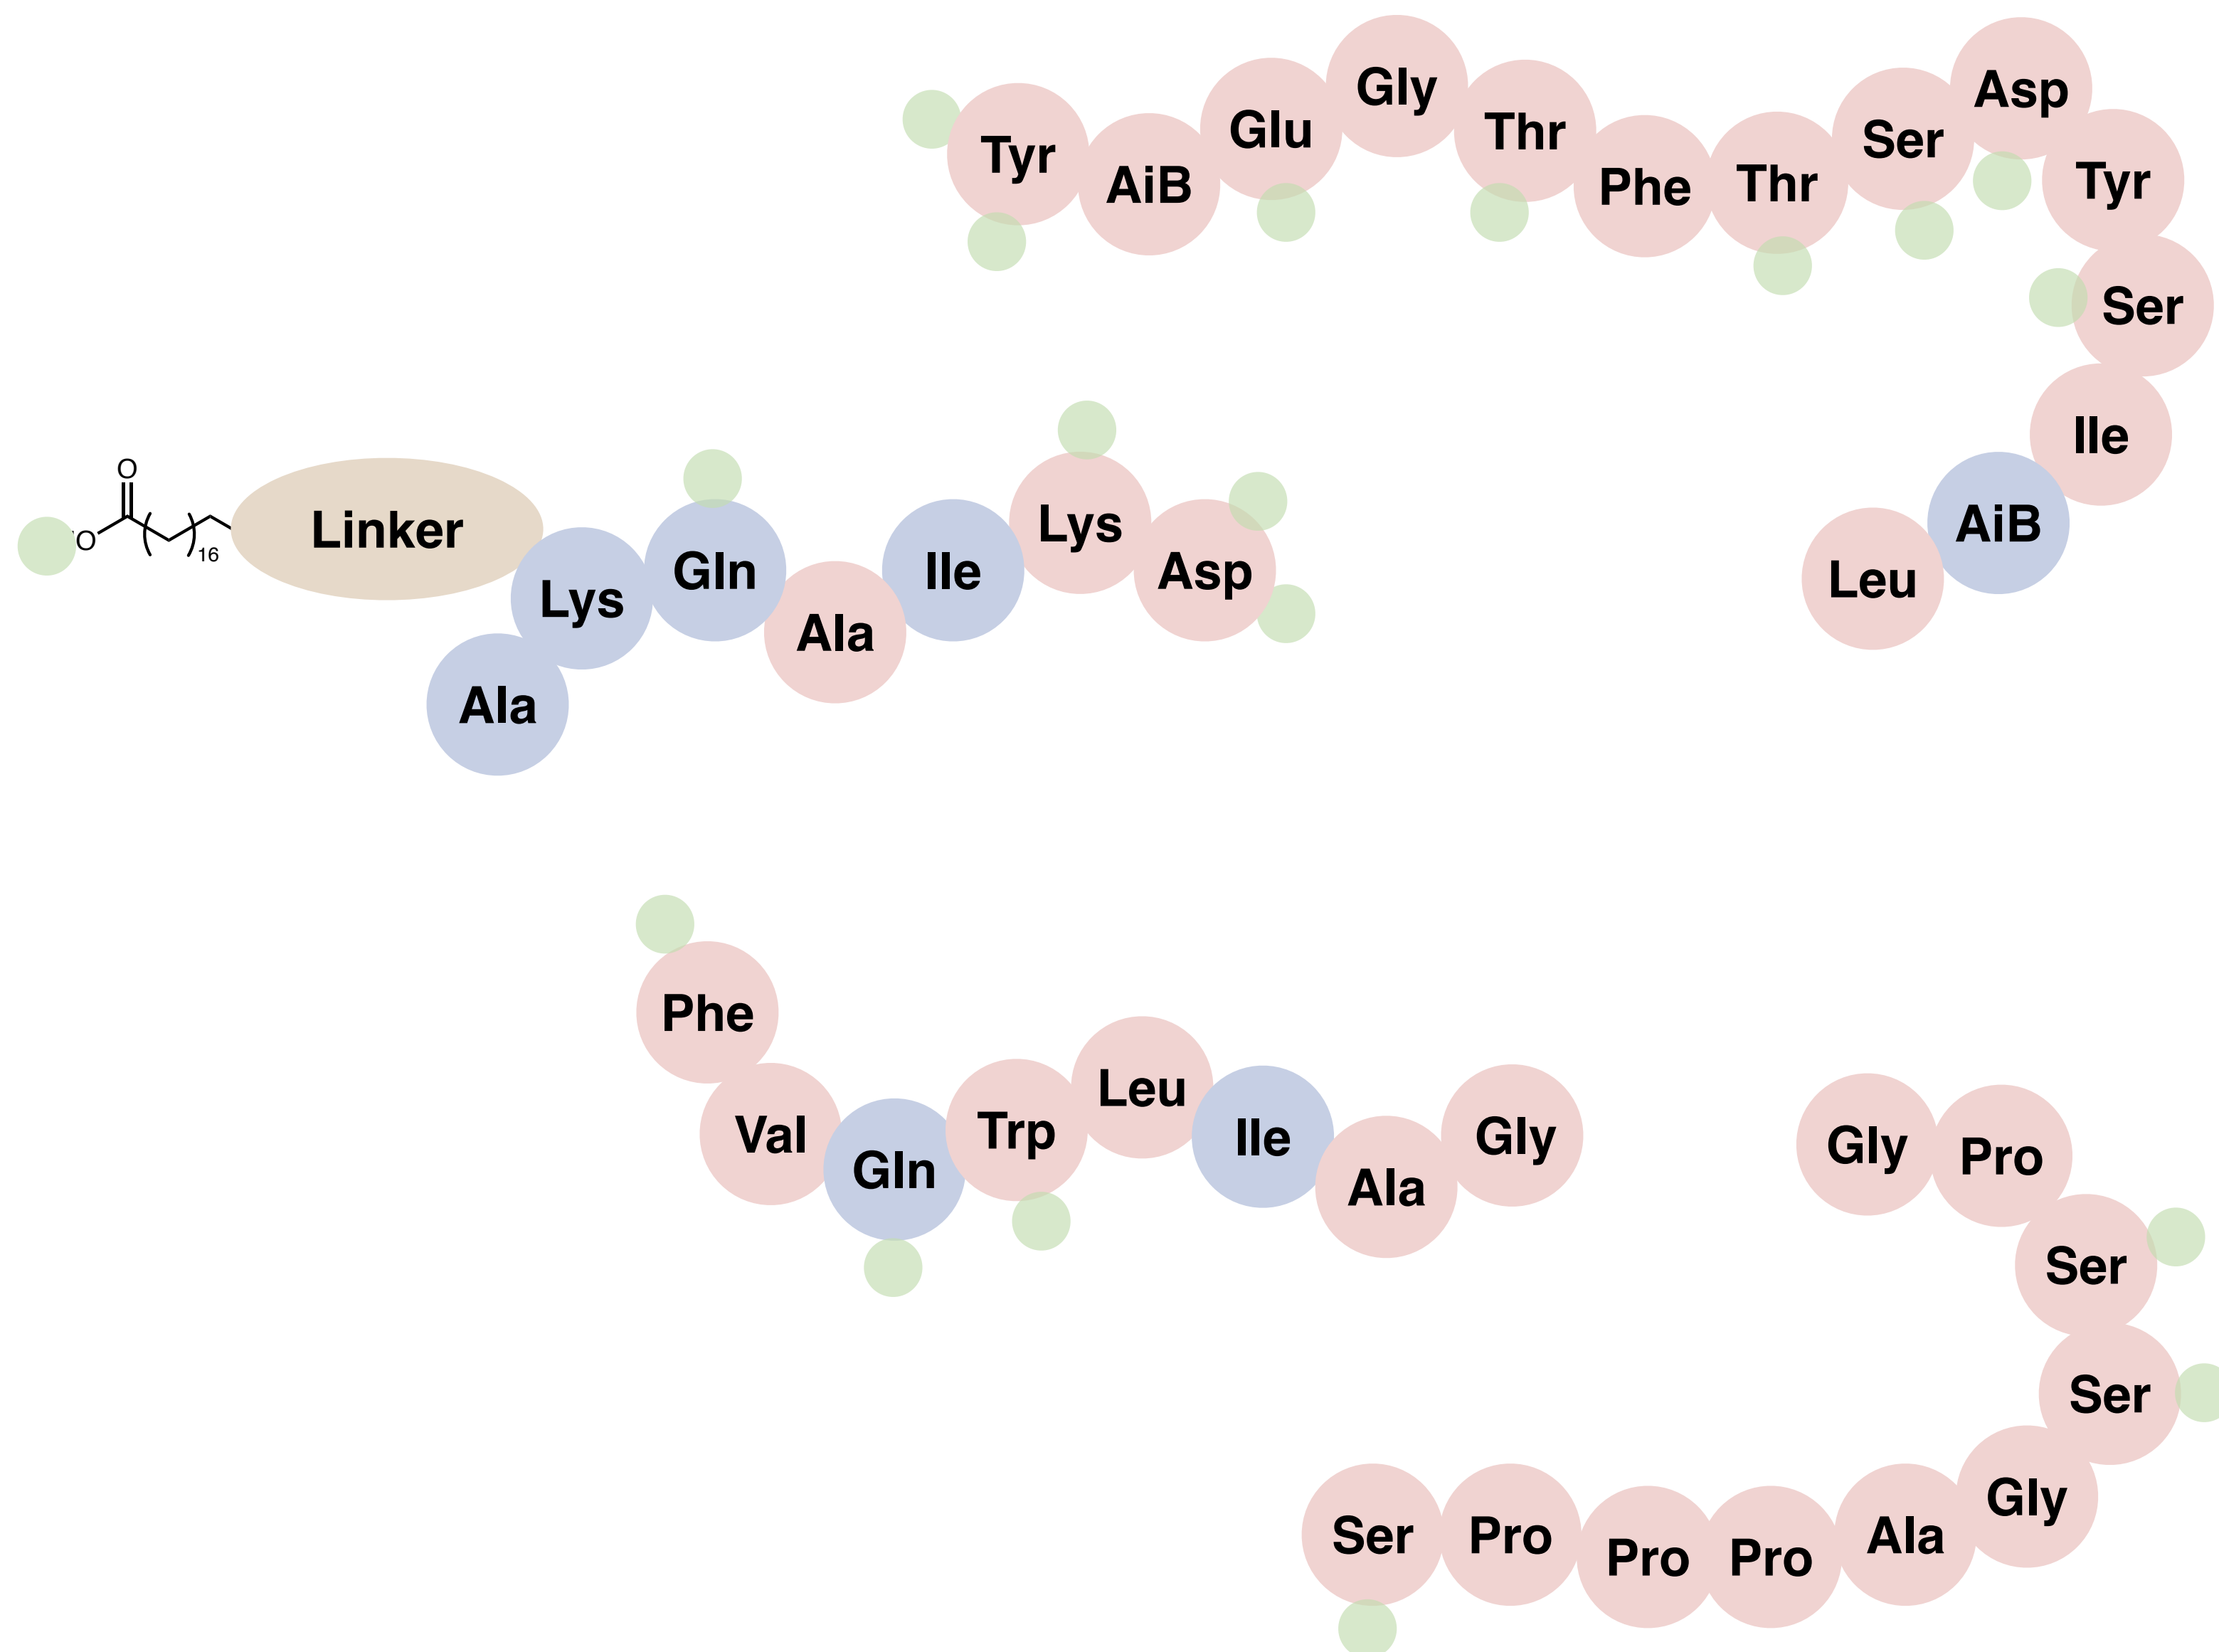 Tyr
AiB
Glu
Gly
Thr
Phe
Thr
Ser
Asp
Tyr
Ser
Ile
AiB
Leu
O
O
16
Linker
Lys
Ala
Gln
Ala
Ile
Lys
Asp
Phe
Val
Gln
Trp
Leu
Ile
Ala
Gly
Gly
Pro
Ser
Ser
Gly
Ala
Pro
Pro
Pro
Ser